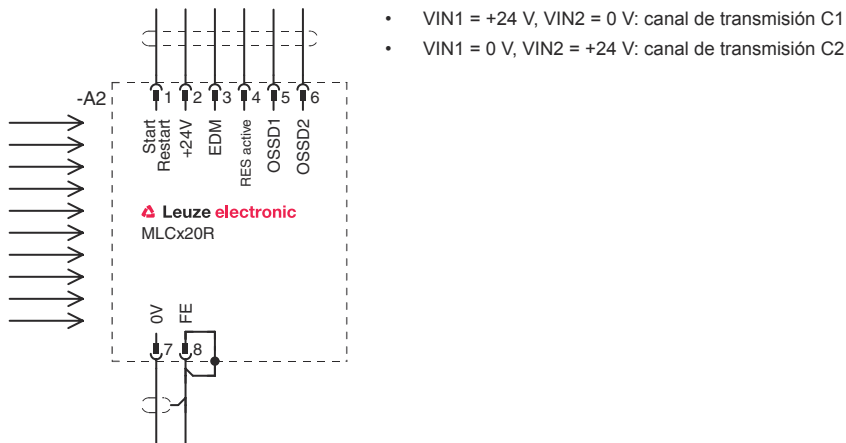 • VIN1 = +24 V, VIN2 = 0 V: canal de transmisión C1
• VIN1 = 0 V, VIN2 = +24 V: canal de transmisión C2
-A2
1 2 3 4 5 6
Start
Restart
+24V
EDM
RES active
OSSD1
OSSD2
Leuze electronic
MLCx20R
0V
FE
7 8